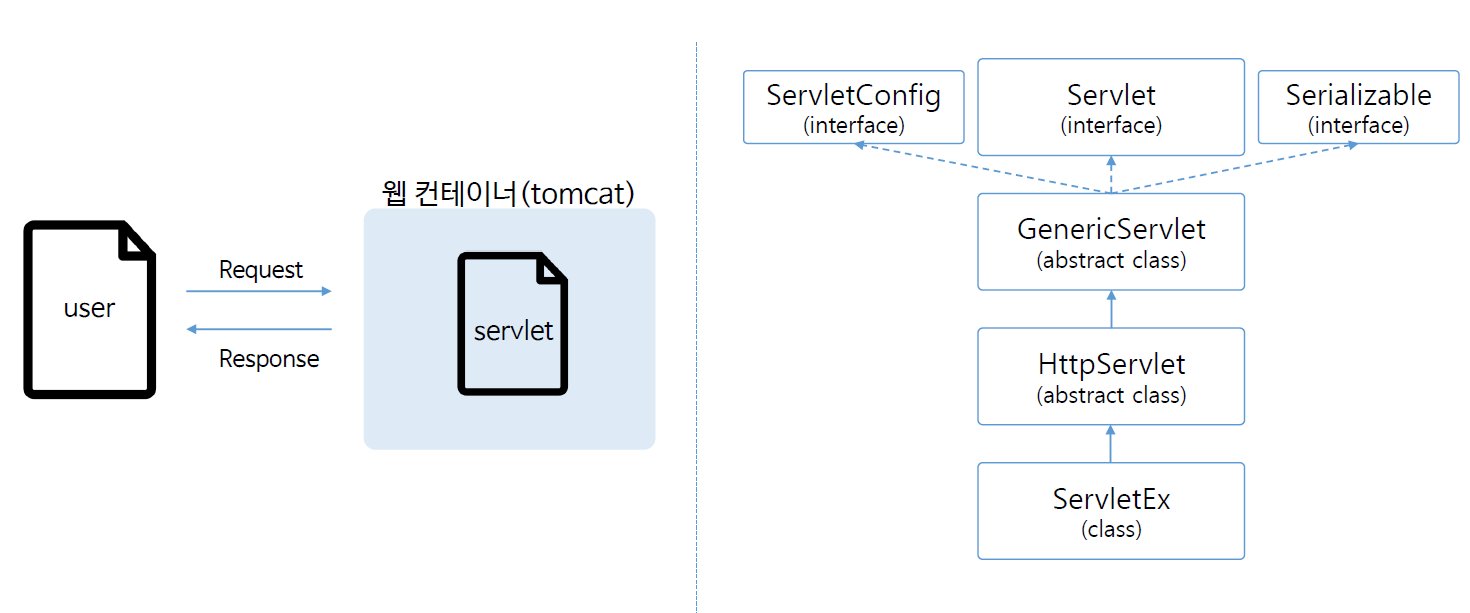 user
Request
Response
웹 컨테이너(tomcat)
servlet
ServletConfig
(interface)
Servlet
(interface)
Serializable
(interface)
GenericServlet
(abstract class)
HttpServlet
(abstract class)
ServletEx
(class)